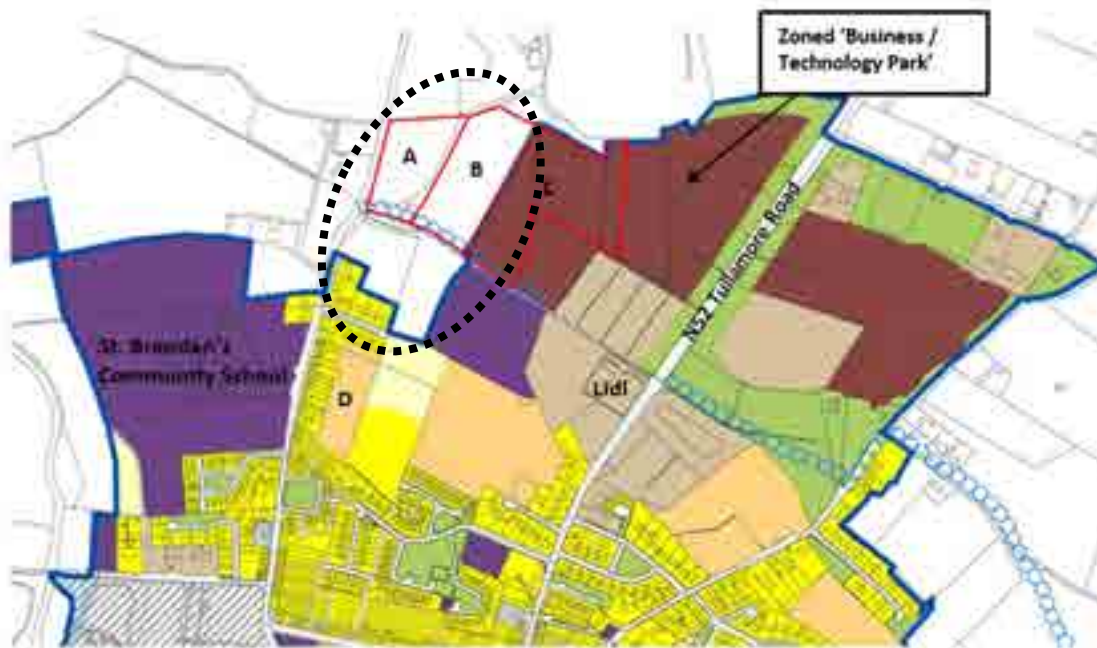 Zoned 'Business /
Technology Park'
A
B
C
N52 Tullamore Road
St. Brendan's
Community School
Lidl
D